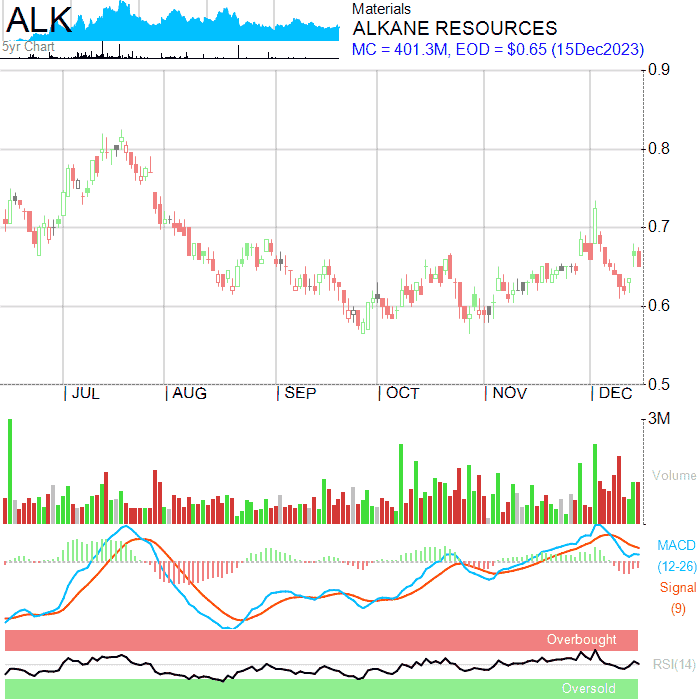 ALK
5yr Chart
Materials
ALKANE RESOURCES
MC = 401.3M, EOD = $0.65 (15Dec2023)
0.9
0.8
0.7
0.6
0.5
JUL AUG SEP OCT NOV DEC
3M
Volume
MACD
(12-26)
Signal
(9)
Overbought
RSI(14)
Oversold